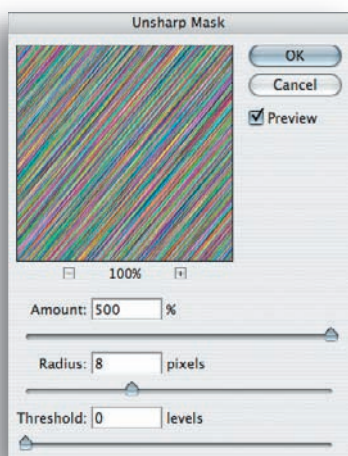 Unsharp Mask
OK
Cancel
Preview
100%
Amount: 500 %
Radius: 8 pixels
Threshold: 0 levels